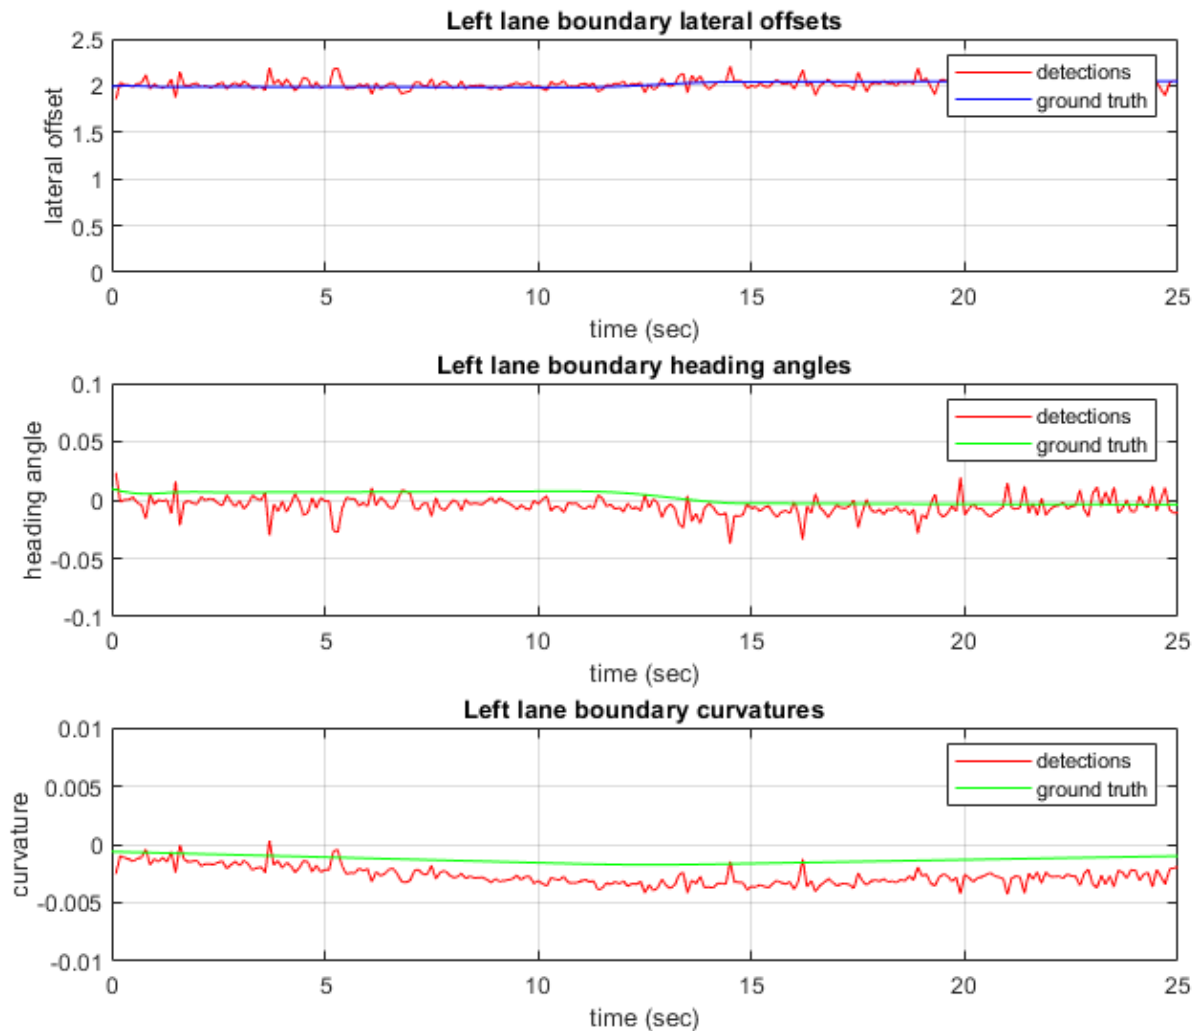 Left lane boundary lateral offsets
2.5
2
1.5
1
0.5
0
lateral offset
detections
ground truth
0 5 10 15 20 25
time (sec)
Left lane boundary heading angles
0.1
0.05
0
-0.05
-0.1
heading angle
detections
ground truth
0 5 10 15 20 25
time (sec)
Left lane boundary curvatures
0.01
0.005
0
-0.005
-0.01
curvature
detections
ground truth
0 5 10 15 20 25
time (sec)